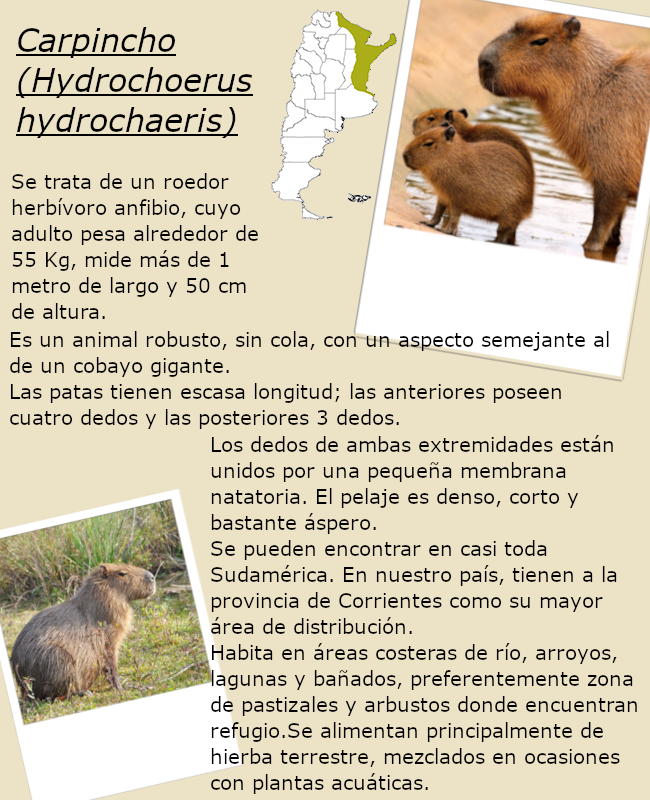 Carpincho
(Hydrochoerus
hydrochaeris)
Se trata de un roedor
herbívoro anfibio, cuyo
adulto pesa alrededor de
55 Kg, mide más de 1
metro de largo y 50 cm
de altura.
Es un animal robusto, sin cola, con un aspecto semejante al
de un cobayo gigante.
Las patas tienen escasa longitud; las anteriores poseen
cuatro dedos y las posteriores 3 dedos.
Los dedos de ambas extremidades están
unidos por una pequeña membrana
natatoria. El pelaje es denso, corto y
bastante áspero.
Se pueden encontrar en casi toda
Sudamérica. En nuestro país, tienen a la
provincia de Corrientes como su mayor
área de distribución.
Habita en áreas costeras de río, arroyos,
lagunas y bañados, preferentemente zona
de pastizales y arbustos donde encuentran
refugio.Se alimentan principalmente de
hierba terrestre, mezclados en ocasiones
con plantas acuáticas.